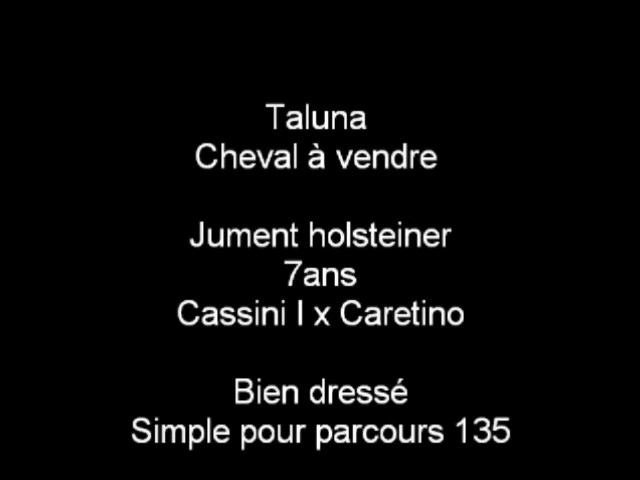 Taluna
Cheval à vendre
Jument holsteiner
7ans
Cassini I x Caretino
Bien dressé
Simple pour parcours 135